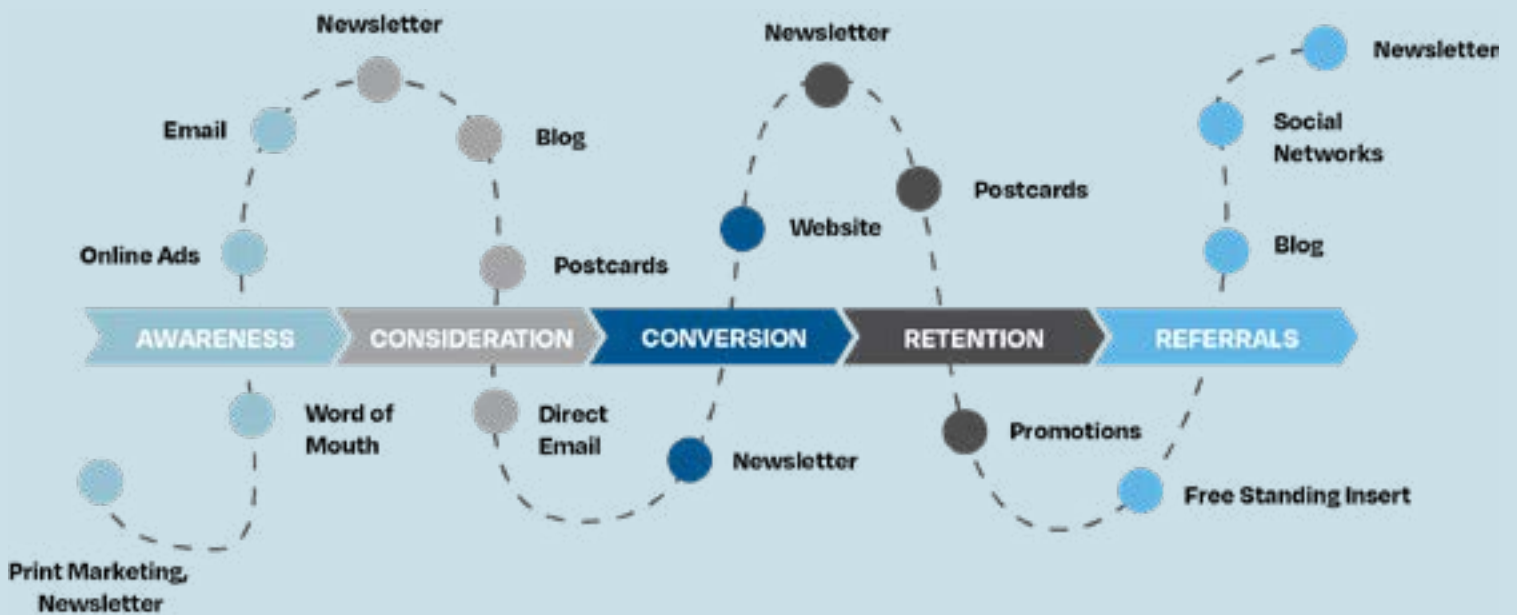 Newsletter
Newsletter
Newsletter
Email
Blog
Social
Networks
Postcards
Website
Online Ads
Postcards
Blog
AWARENESS
CONSIDERATION
CONVERSION
RETENTION
REFERRALS
Word of
Mouth
Direct
Email
Newsletter
Promotions
Free Standing Insert
Print Marketing,
Newsletter